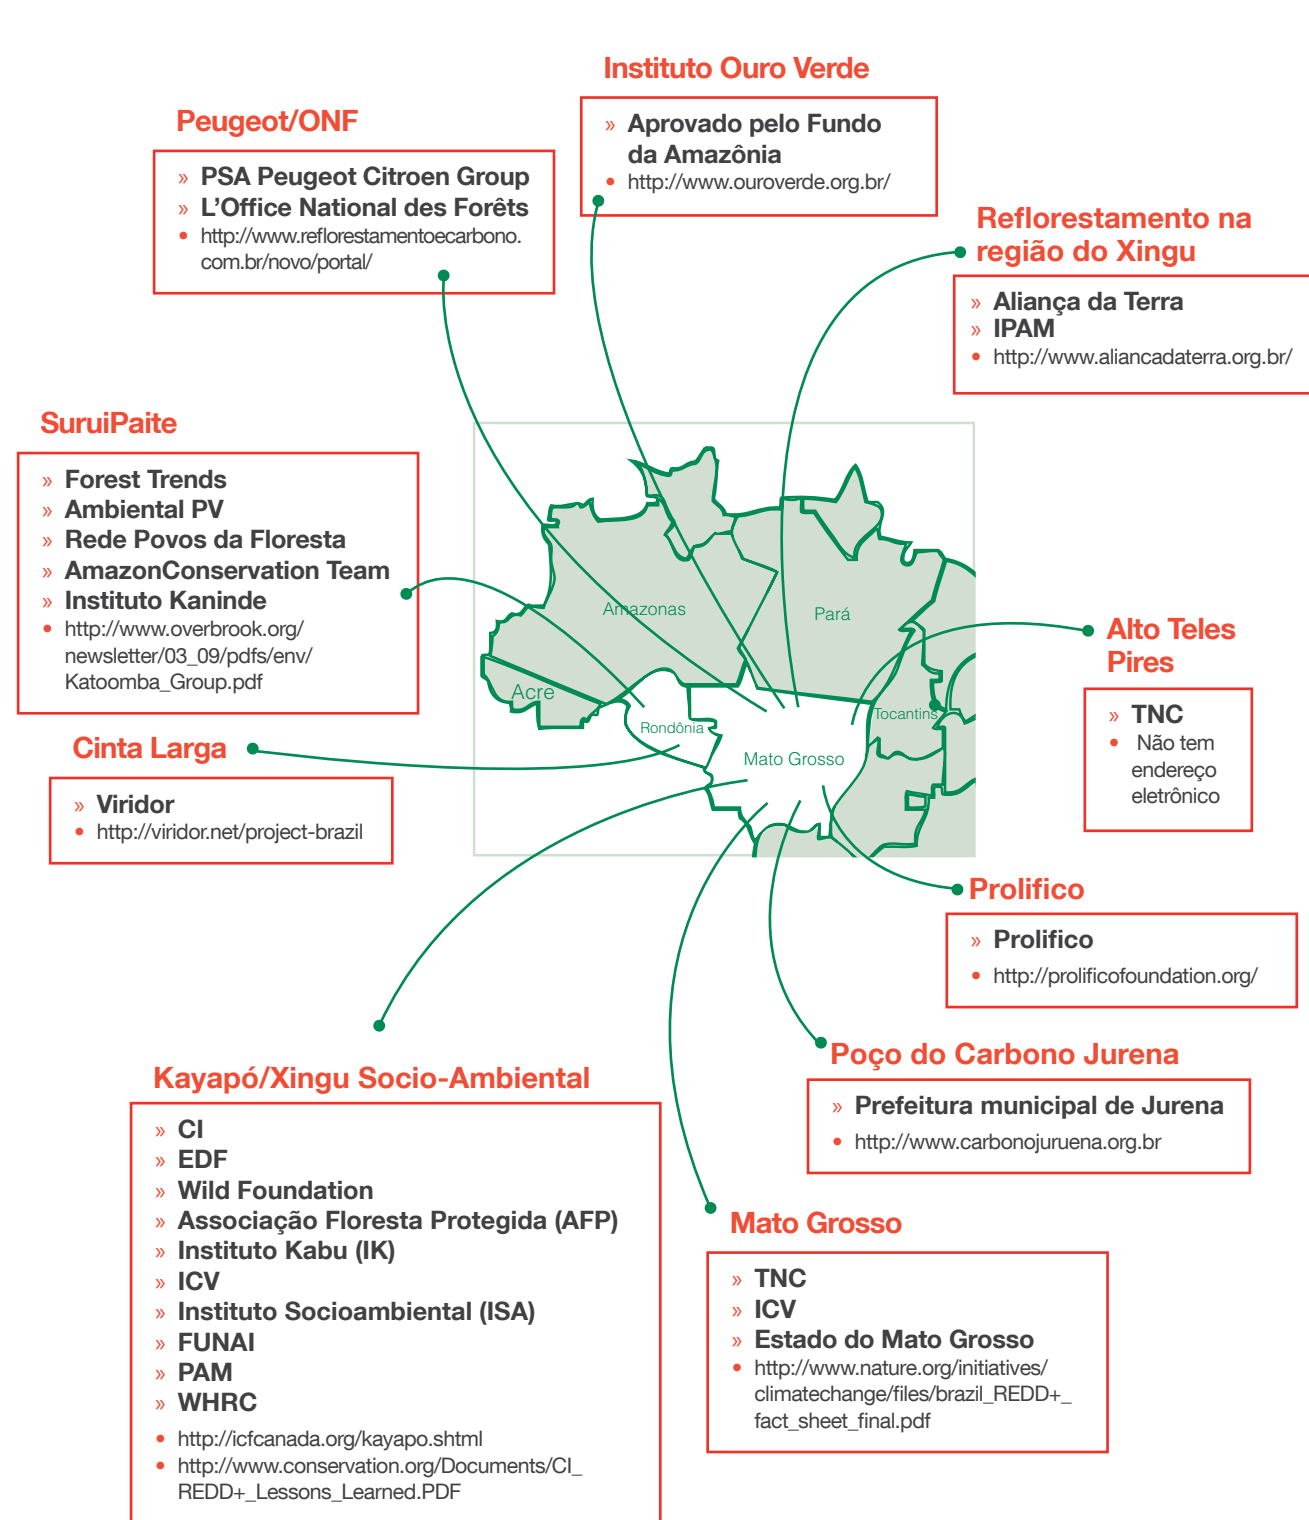 Instituto Ouro Verde
» Aprovado pelo Fundo
da Amazônia
• http://www.ouroverde.org.br/
Peugeot/ONF
» PSA Peugeot Citroen Group
» L’Office National des Forêts
• http://www.reflorestamentoecarbono.
com.br/novo/portal/
Reflorestamento na
região do Xingu
» Aliança da Terra
» IPAM
• http://www.aliancadaterra.org.br/
SuruiPaite
» Forest Trends
» Ambiental PV
» Rede Povos da Floresta
» AmazonConservation Team
» Instituto Kaninde
• http://www.overbrook.org/
newsletter/03_09/pdfs/env/
Katoomba_Group.pdf
Amazonas
Pará
Acre
Rondônia
Tocantins
Mato Grosso
Alto Teles
Pires
» TNC
• Não tem
endereço
eletrônico
Cinta Larga
» Viridor
• http://viridor.net/project-brazil
Prolifico
» Prolifico
• http://prolificofoundation.org/
Poço do Carbono Jurena
» Prefeitura municipal de Jurena
• http://www.carbonojuruena.org.br
Kayapó/Xingu Socio-Ambiental
» CI
» EDF
» Wild Foundation
» Associação Floresta Protegida (AFP)
» Instituto Kabu (IK)
» ICV
» Instituto Socioambiental (ISA)
» FUNAI
» PAM
» WHRC
• http://icfcanada.org/kayapo.shtml
• http://www.conservation.org/Documents/CI_
REDD+_Lessons_Learned.PDF
Mato Grosso
» TNC
» ICV
» Estado do Mato Grosso
• http://www.nature.org/initiatives/
climatechange/files/brazil_REDD+_
fact_sheet_final.pdf